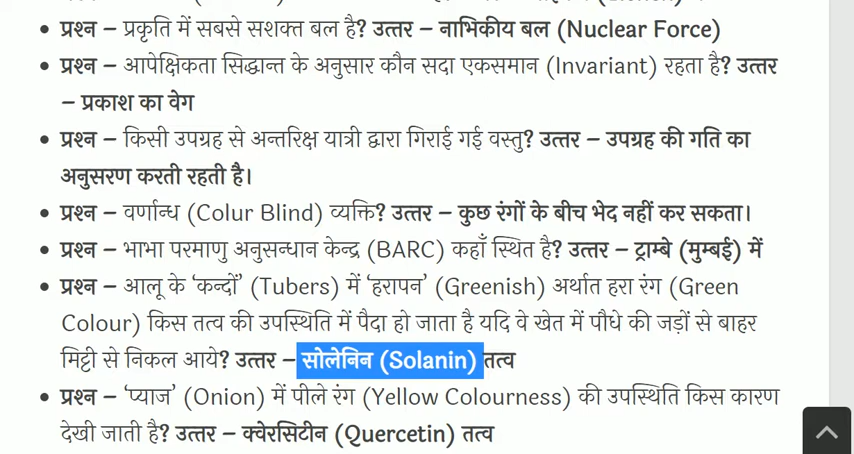 प्रश्न – प्रकृति में सबसे सशक्त बल है? उत्तर – नाभिकीय बल (Nuclear Force)
प्रश्न – आपेक्षिकता सिद्धान्त के अनुसार कौन सदा एकसमान (Invariant) रहता है? उत्तर
– प्रकाश का वेग
प्रश्न – किसी उपग्रह से अन्तरिक्ष यात्री द्वारा गिराई गई वस्तु? उत्तर – उपग्रह की गति का
अनुसरण करती रहती है।
प्रश्न – वर्णान्ध (Colur Blind) व्यक्ति? उत्तर – कुछ रंगों के बीच भेद नहीं कर सकता।
प्रश्न – भाभा परमाणु अनुसन्धान केन्द्र (BARC) कहाँ स्थित है? उत्तर – ट्राम्बे (मुम्बई) में
प्रश्न – आलू के ‘कन्दों’ (Tubers) में ‘हरापन’ (Greenish) अर्थात हरा रंग (Green
Colour) किस तत्व की उपस्थिति में पैदा हो जाता है यदि वे खेत में पौधे की जड़ों से बाहर
मिट्टी से निकल आये? उत्तर – सोलेनिन (Solanin) तत्व
प्रश्न – ‘प्याज’ (Onion) में पीले रंग (Yellow Colourness) की उपस्थिति किस कारण
देखी जाती है? उत्तर – क्वेरसिटीन (Quercetin) तत्व